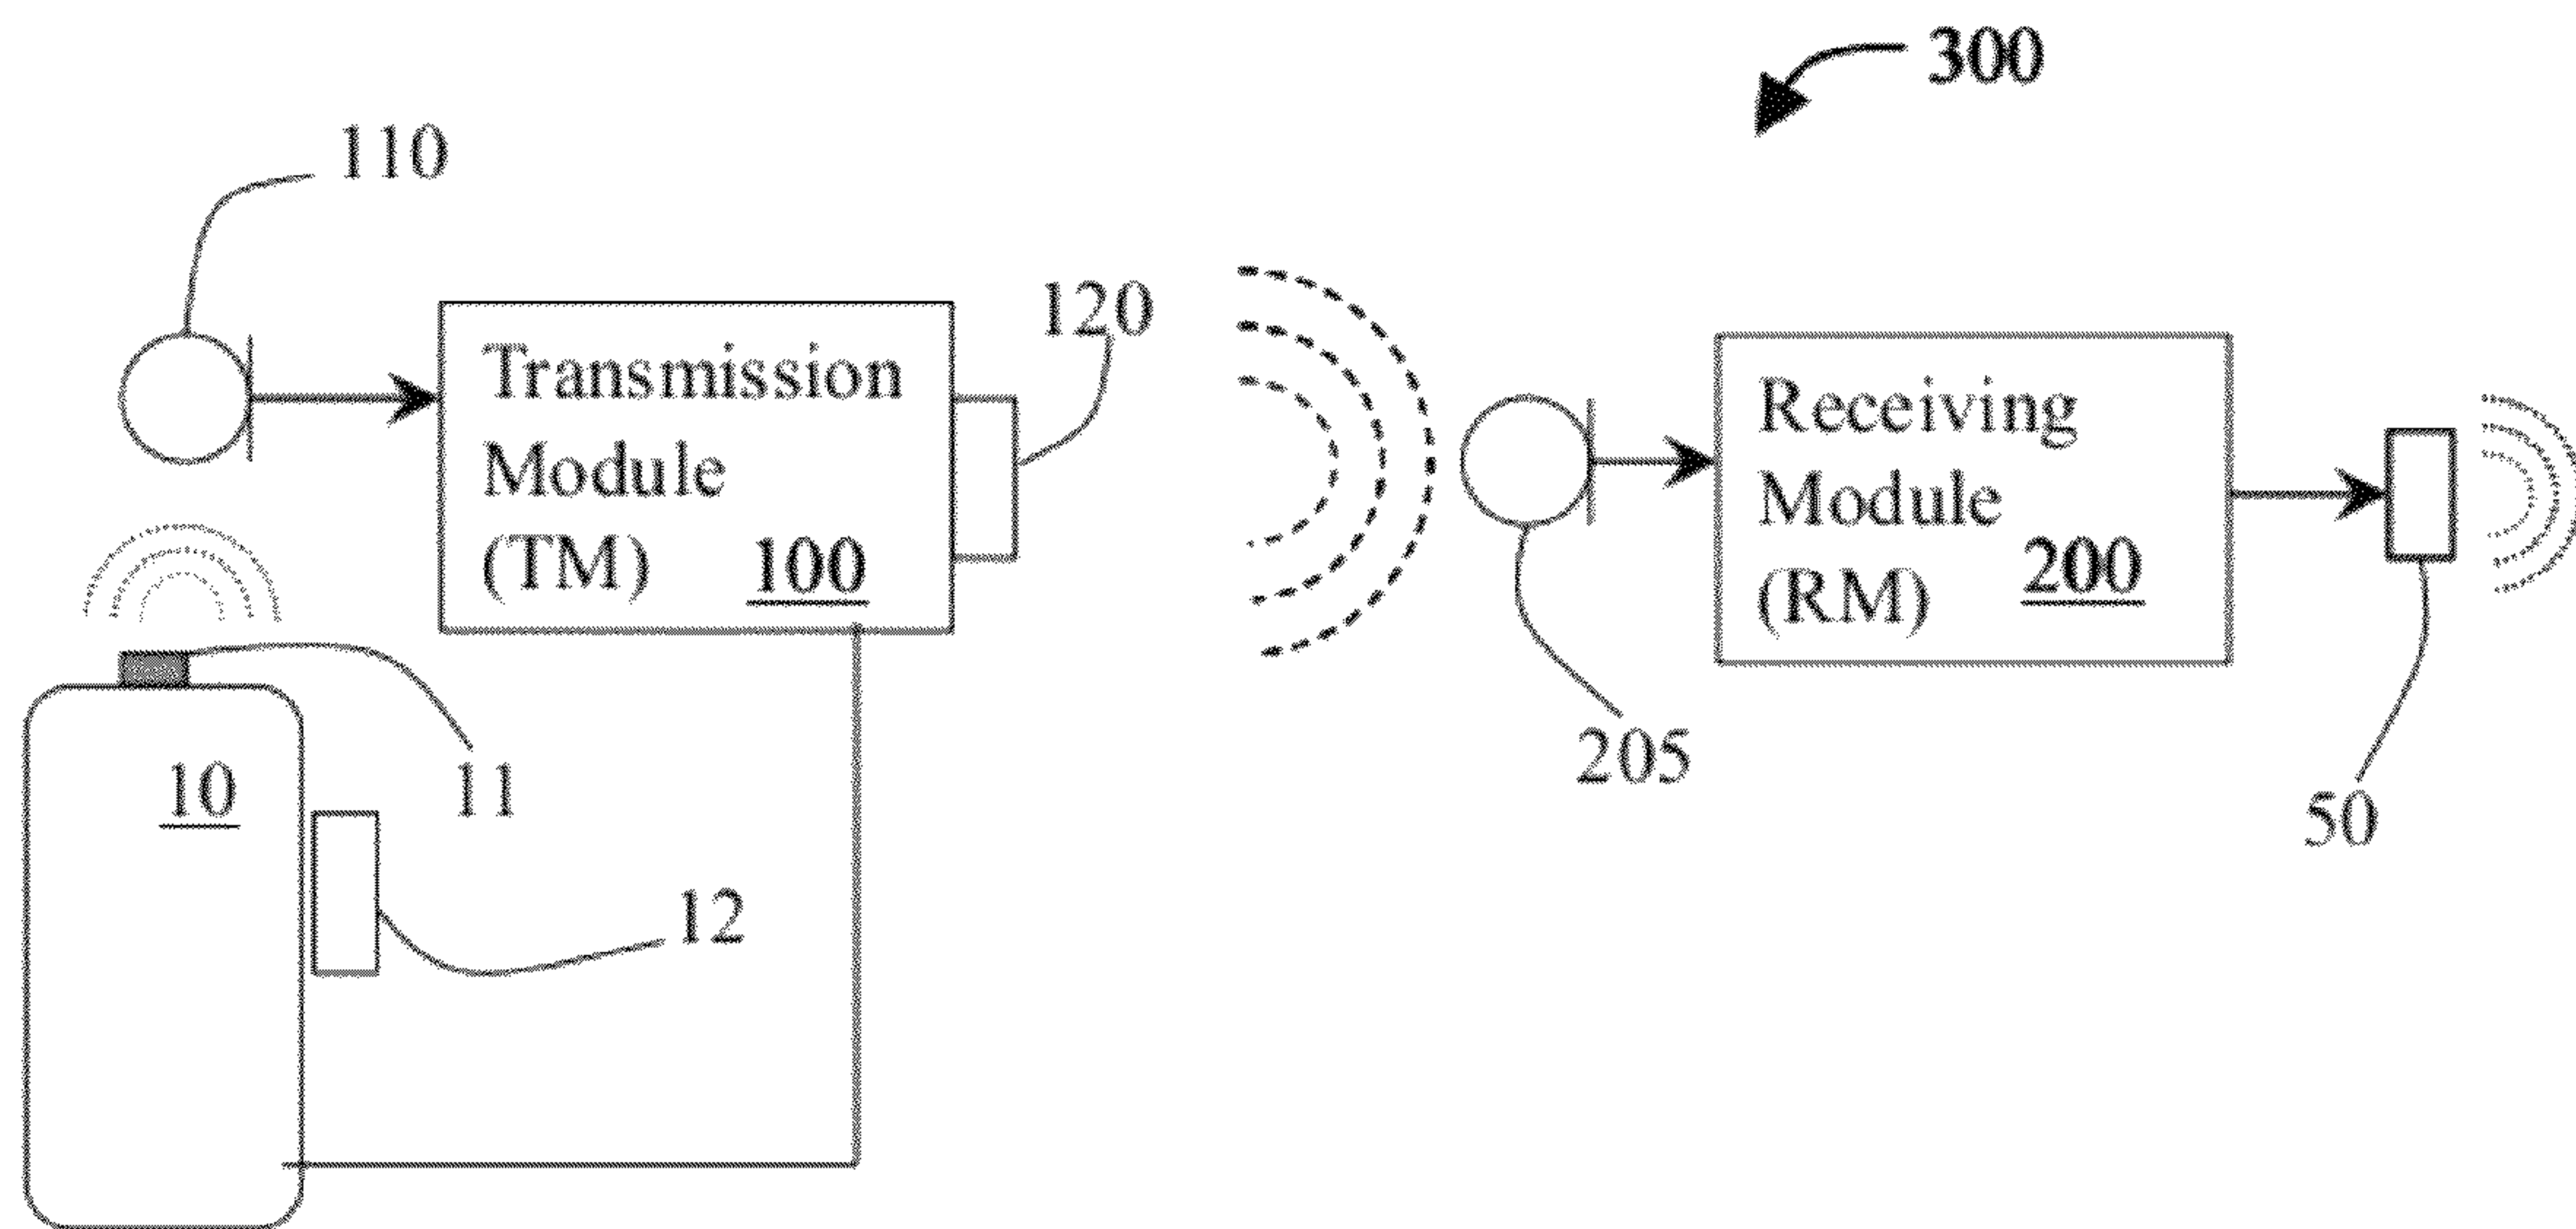 300
110
120
Transmission
Module
(TM) 100
Receiving
Module
(RM) 200
205
50
10
11
12